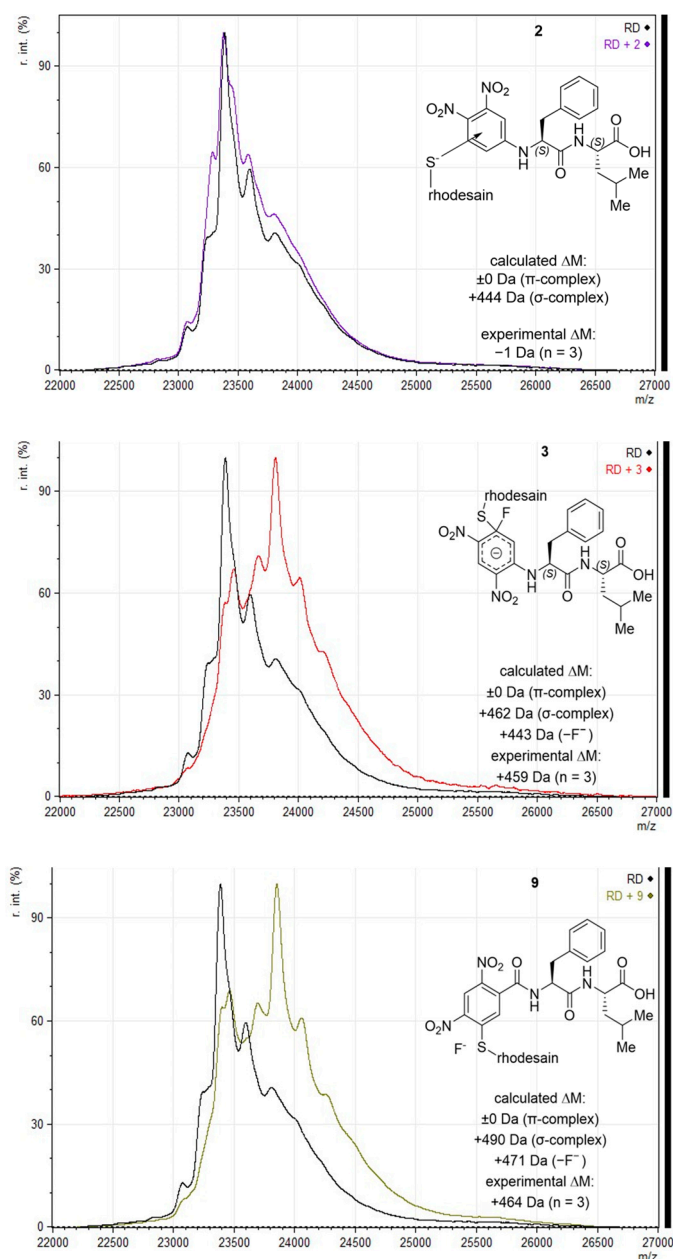 r. int. (%)
90
60
30
0
22000 22500 23000 23500 24000 24500 25000 25500 26000 26500 27000
m/z
2
RD
RD + 2
NO₂
O₂N
S-
rhodesain
N
H
(S)
O
H
N
(S)
O
OH
Me
Me
calculated ΔM:
±0 Da (π-complex)
+444 Da (σ-complex)
experimental ΔM:
−1 Da (n = 3)
r. int. (%)
90
60
30
0
22000 22500 23000 23500 24000 24500 25000 25500 26000 26500 27000
m/z
3
RD
RD + 3
rhodesain
S
F
O₂N
NO₂
N
H
(S)
O
H
N
(S)
O
OH
Me
Me
calculated ΔM:
±0 Da (π-complex)
+462 Da (σ-complex)
+443 Da (−F⁻)
experimental ΔM:
+459 Da (n = 3)
r. int. (%)
90
60
30
0
22000 22500 23000 23500 24000 24500 25000 25500 26000 26500 27000
m/z
9
RD
RD + 9
NO₂
O
O₂N
F-
S
rhodesain
N
H
O
H
N
O
OH
Me
Me
calculated ΔM:
±0 Da (π-complex)
+490 Da (σ-complex)
+471 Da (−F⁻)
experimental ΔM:
+464 Da (n = 3)